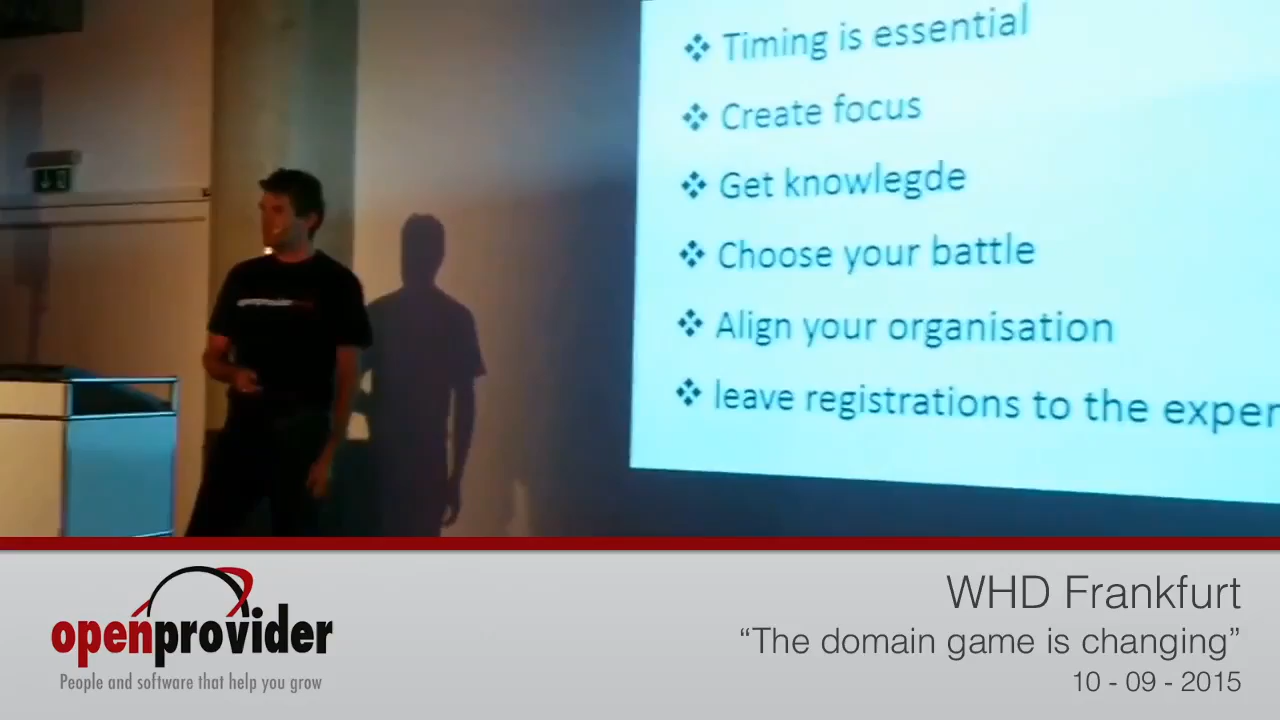 Timing is essential
Create focus
Get knowlegde
Choose your battle
Align your organisation
leave registrations to the exper
openprovider
People and software that help you grow
WHD Frankfurt
“The domain game is changing”
10 - 09 - 2015